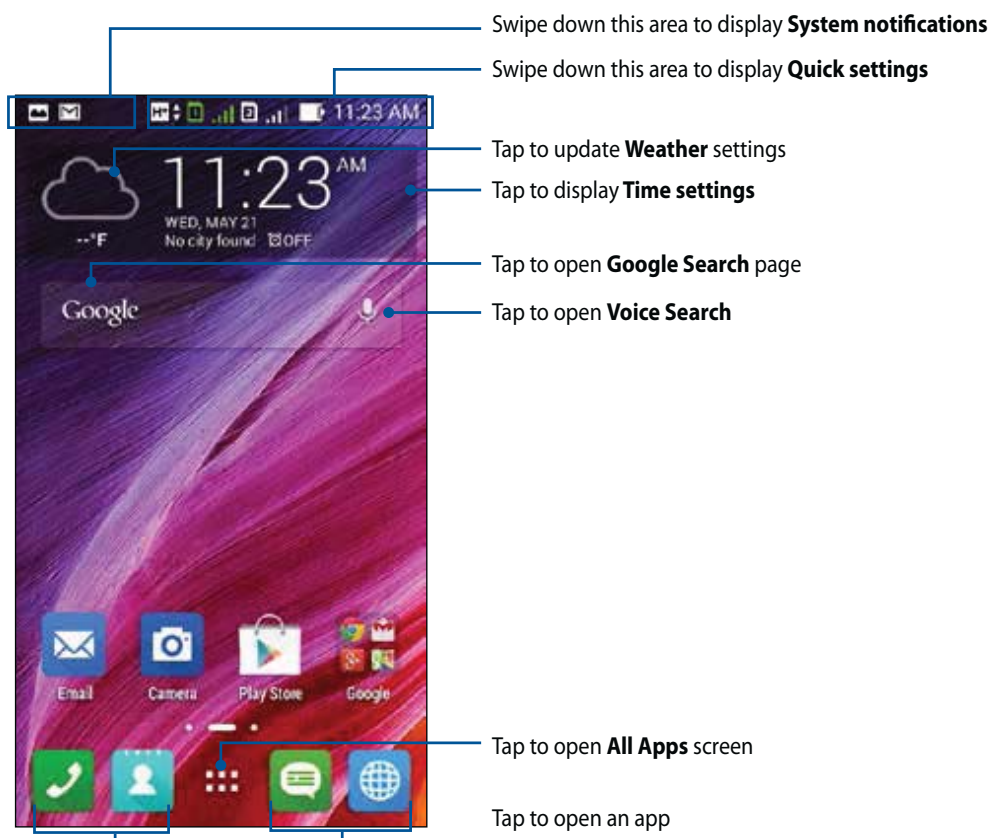 Swipe down this area to display System notifications
Swipe down this area to display Quick settings
H+ 1 2 11:23 AM
11:23 AM
Tap to update Weather settings
Tap to display Time settings
WED, MAY 21
--°F No city found OFF
Tap to open Google Search page
Google
Tap to open Voice Search
Email Camera Play Store Google
Tap to open All Apps screen
Tap to open an app